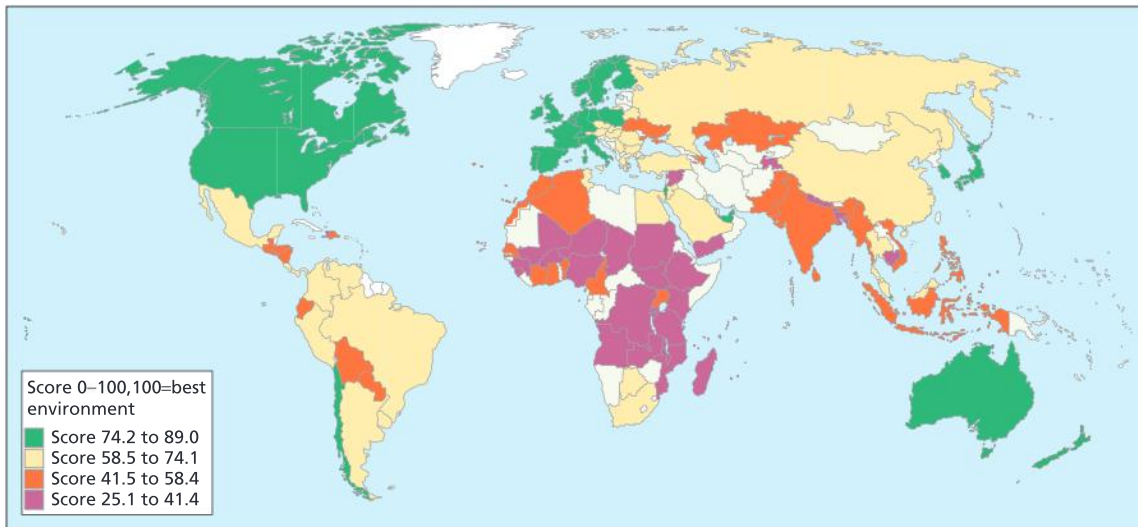 Score 0–100,100=best
environment
Score 74.2 to 89.0
Score 58.5 to 74.1
Score 41.5 to 58.4
Score 25.1 to 41.4